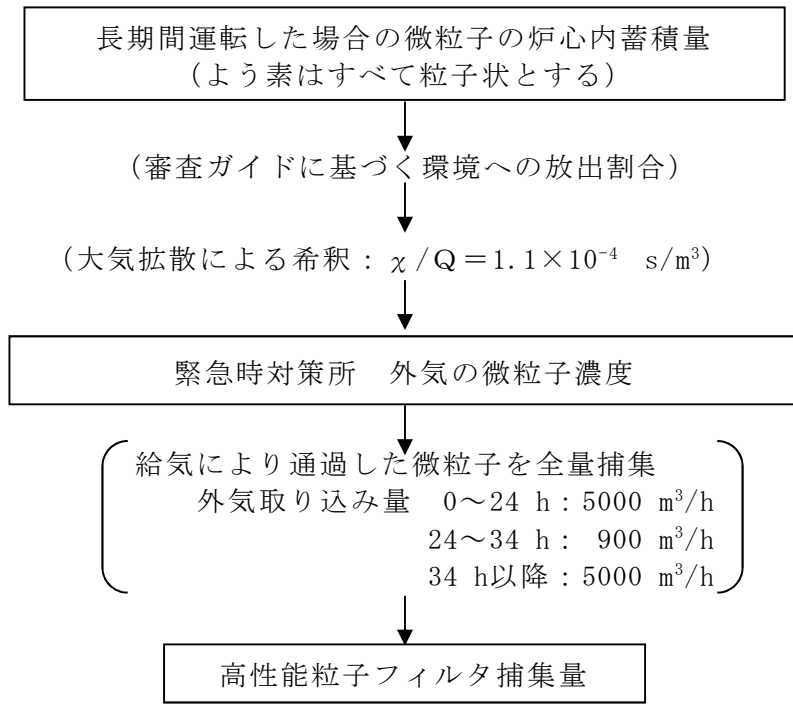 長期間運転した場合の微粒子の炉心内蓄積量
(よう素はすべて粒子状とする)
(審査ガイドに基づく環境への放出割合)
(大気拡散による希釈：χ/Q＝1.1×10⁻⁴ s/m³)
緊急時対策所 外気の微粒子濃度
給気により通過した微粒子を全量捕集
外気取り込み量 0～24 h：5000 m³/h
24～34 h： 900 m³/h
34 h以降：5000 m³/h
高性能粒子フィルタ捕集量